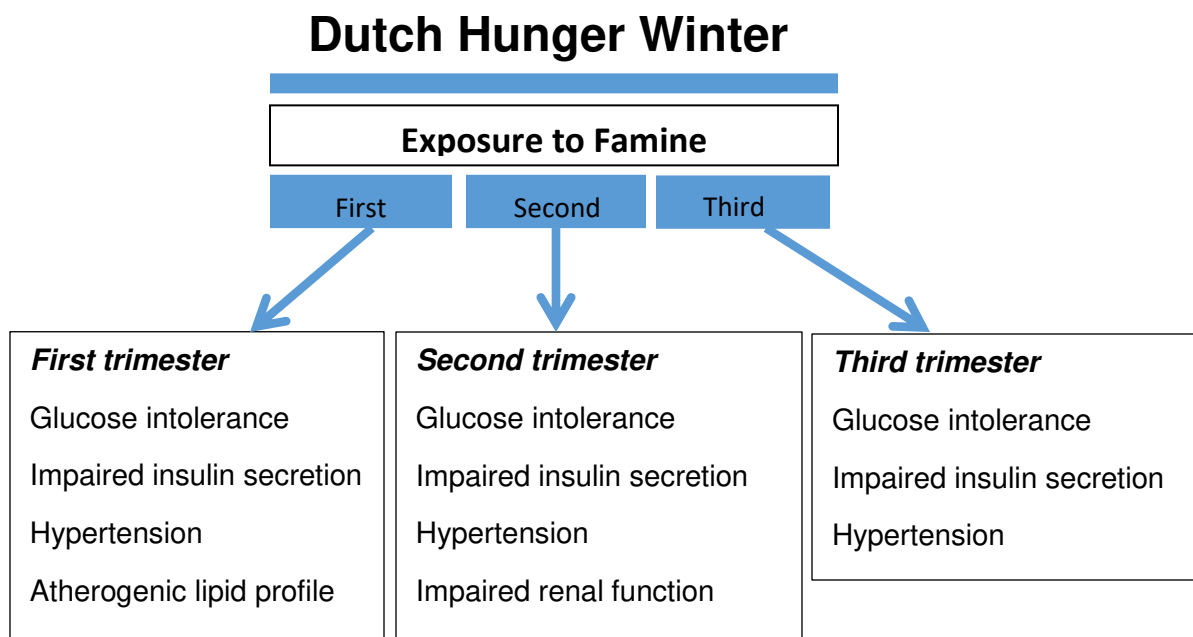 Dutch Hunger Winter
Exposure to Famine
First
Second
Third
First trimester
Glucose intolerance
Impaired insulin secretion
Hypertension
Atherogenic lipid profile
Second trimester
Glucose intolerance
Impaired insulin secretion
Hypertension
Impaired renal function
Third trimester
Glucose intolerance
Impaired insulin secretion
Hypertension